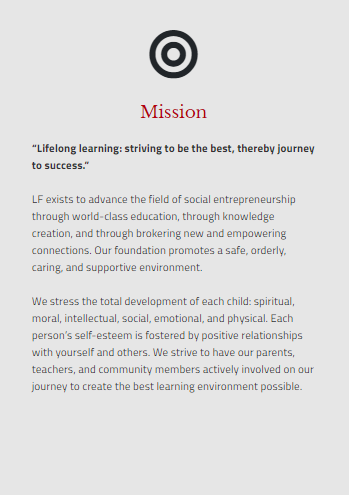 Mission
“Lifelong learning: striving to be the best, thereby journey
to success.”
LF exists to advance the field of social entrepreneurship
through world-class education, through knowledge
creation, and through brokering new and empowering
connections. Our foundation promotes a safe, orderly,
caring, and supportive environment.
We stress the total development of each child: spiritual,
moral, intellectual, social, emotional, and physical. Each
person’s self-esteem is fostered by positive relationships
with yourself and others. We strive to have our parents,
teachers, and community members actively involved on our
journey to create the best learning environment possible.